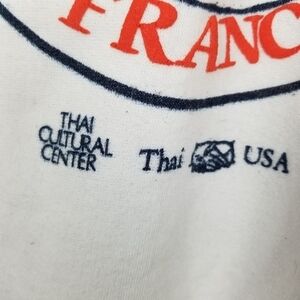 FRANC
THAI
CULTURAL
CENTER
Thai USA